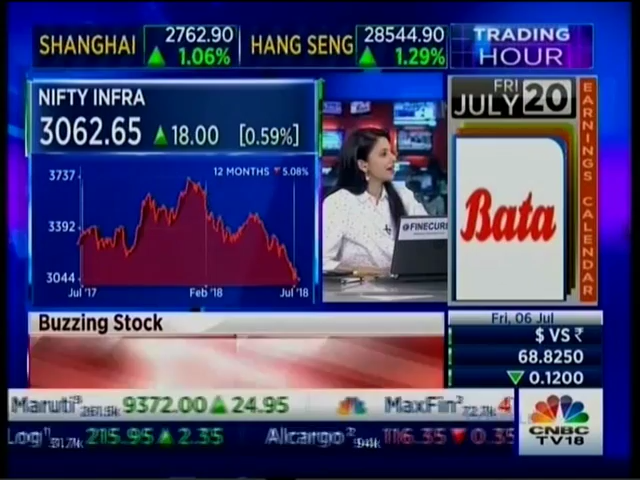 SHANGHAI 2762.90 ▲ 1.06% HANG SENG 28544.90 ▲ 1.29%
TRADING
HOUR
NIFTY INFRA
3062.65 ▲ 18.00 [0.59%]
12 MONTHS ▼ 5.08%
3737
3392
3044
Jul '17 Feb '18 Jul '18
FRI
JULY 20
EARNINGS CALENDAR
Bata
Buzzing Stock
Fri, 06 Jul
$ VS ₹
68.8250
▼ 0.1200
Maruti 9372.00 ▲ 24.95 MaxFin 4
Log 215.95 ▲ 2.35 Alcargo 94k 116.35 ▼ 0.35
CNBC
TV18